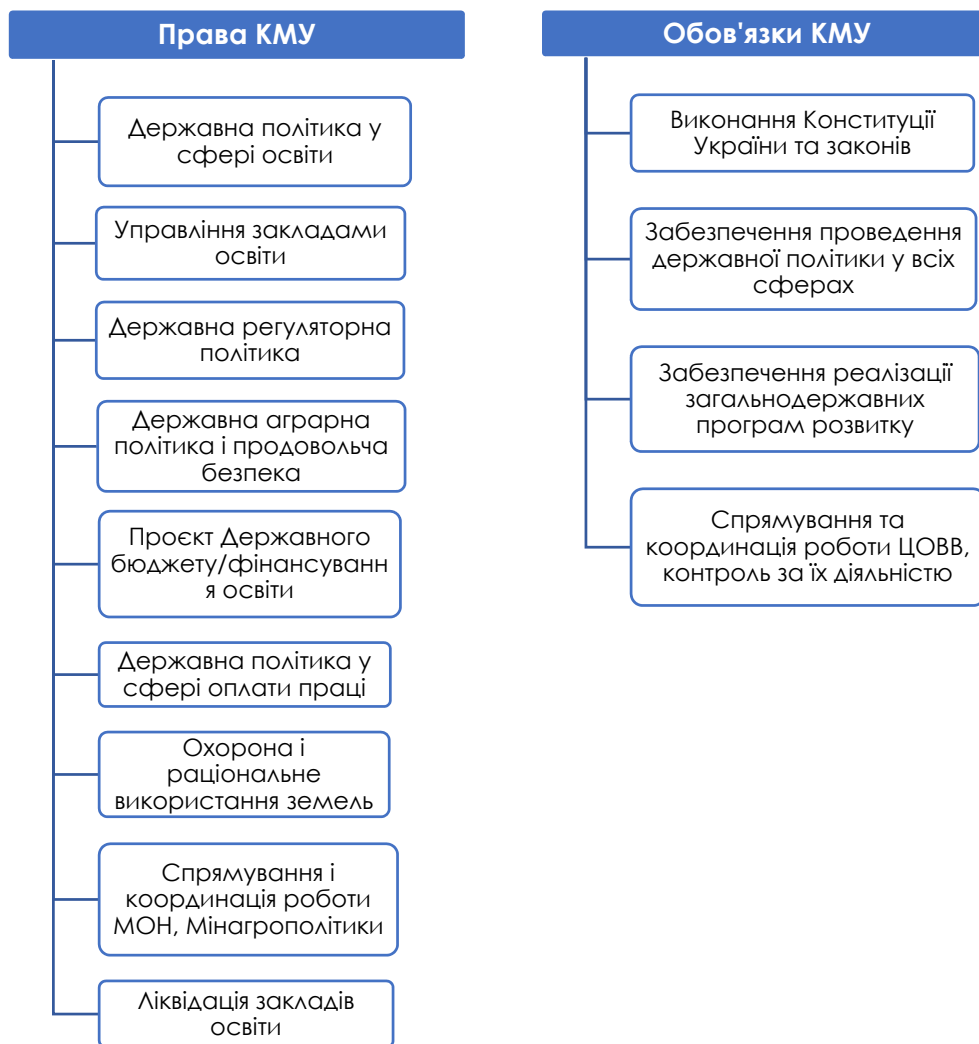 Права КМУ
Державна політика у
сфері освіти
Управління закладами
освіти
Державна регуляторна
політика
Державна аграрна
політика і продовольча
безпека
Проєкт Державного
бюджету/фінансуванн
я освіти
Державна політика у
сфері оплати праці
Охорона і
раціональне
використання земель
Спрямування і
координація роботи
МОН, Мінагрополітики
Ліквідація закладів
освіти
Обов'язки КМУ
Виконання Конституції
України та законів
Забезпечення проведення
державної політики у всіх
сферах
Забезпечення реалізації
загальнодержавних
програм розвитку
Спрямування та
координація роботи ЦОВВ,
контроль за їх діяльністю